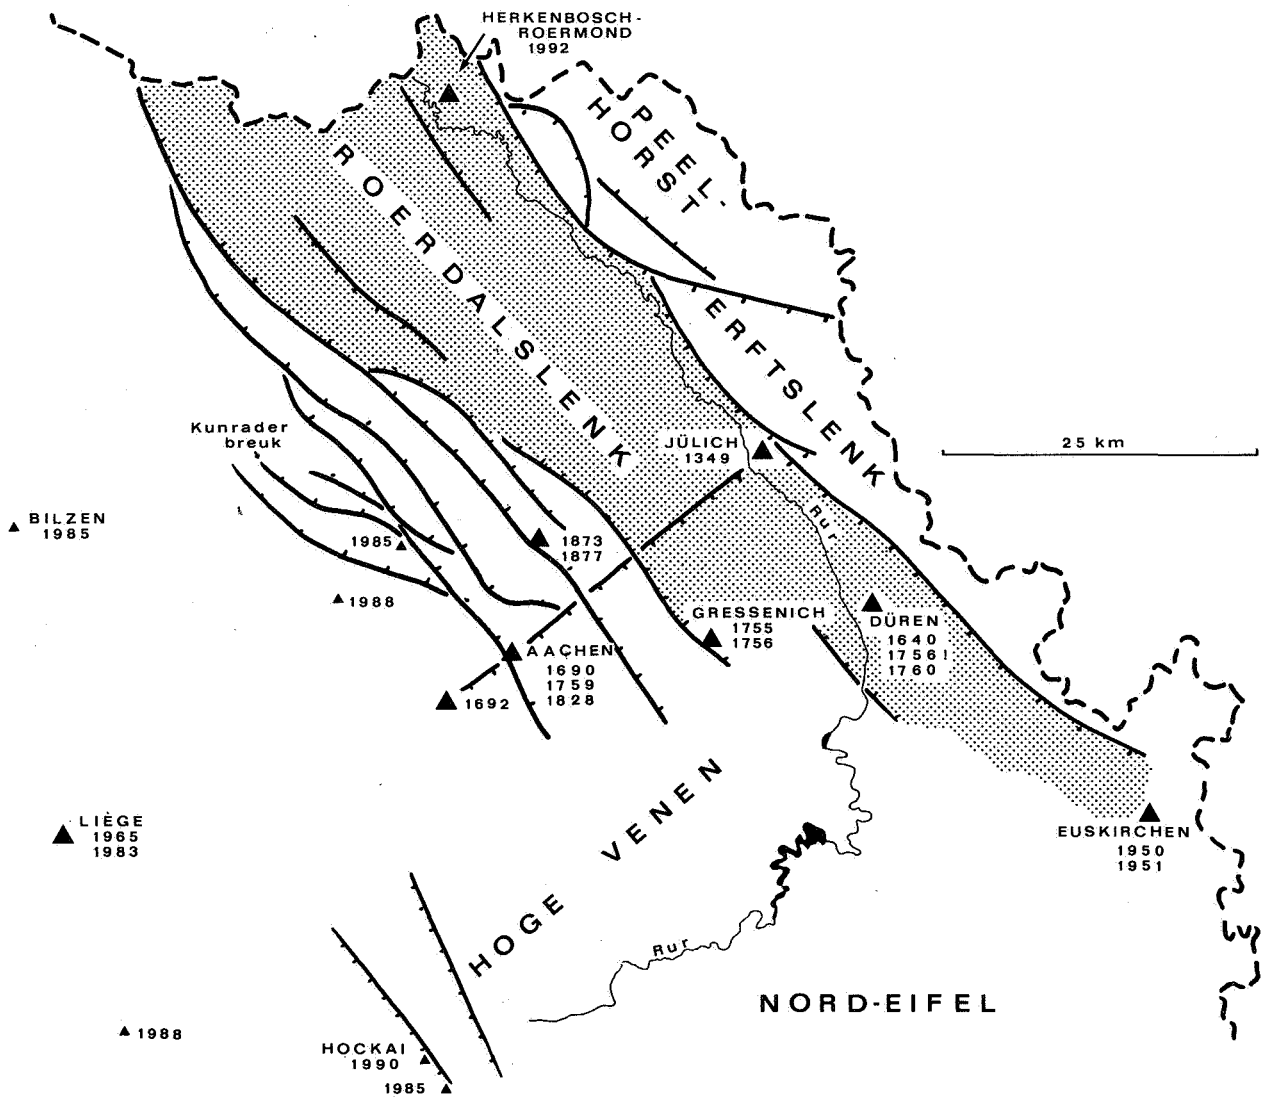 HERKENBOSCH-
ROERMOND
1992
PEEL-
HORST
ROERDALSLENK
ERFTSLENK
Kunrader
breuk
JÜLICH
1349
25 km
Rur
BILZEN
1985
1985
1873
1877
1988
GRESSENICH
1755
1756
DÜREN
1640
1756!
1760
AACHEN
1690
1759
1828
1692
HOGE VENEN
LIÈGE
1965
1983
EUSKIRCHEN
1950
1951
Rur
NORD-EIFEL
1988
HOCKAI
1990
1985